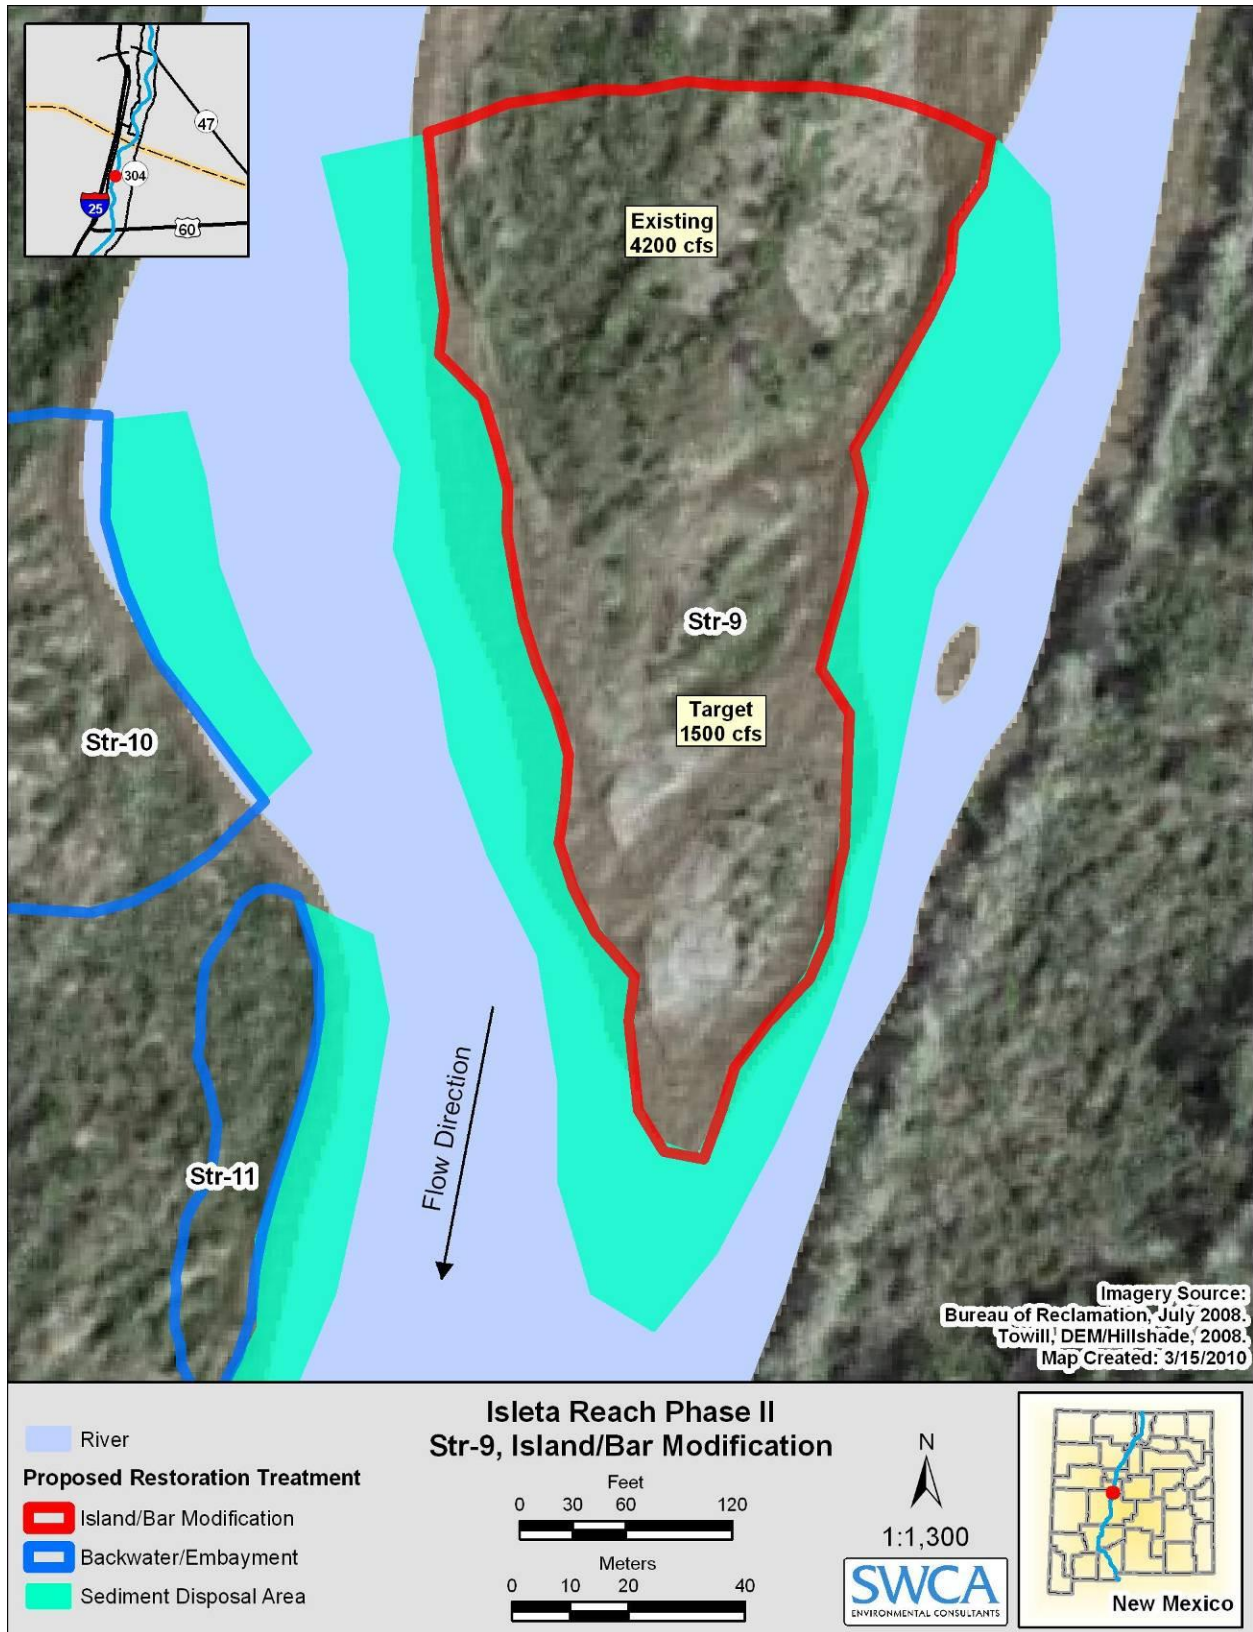 47
304
25
60
Existing
4200 cfs
Str-9
Target
1500 cfs
Str-10
Str-11
Flow Direction
Imagery Source:
Bureau of Reclamation, July 2008.
Towill, DEM/Hillshade, 2008.
Map Created: 3/15/2010
River
Proposed Restoration Treatment
Island/Bar Modification
Backwater/Embayment
Sediment Disposal Area
Isleta Reach Phase II
Str-9, Island/Bar Modification
Feet
0 30 60 120
Meters
0 10 20 40
N
1:1,300
SWCA
ENVIRONMENTAL CONSULTANTS
New Mexico